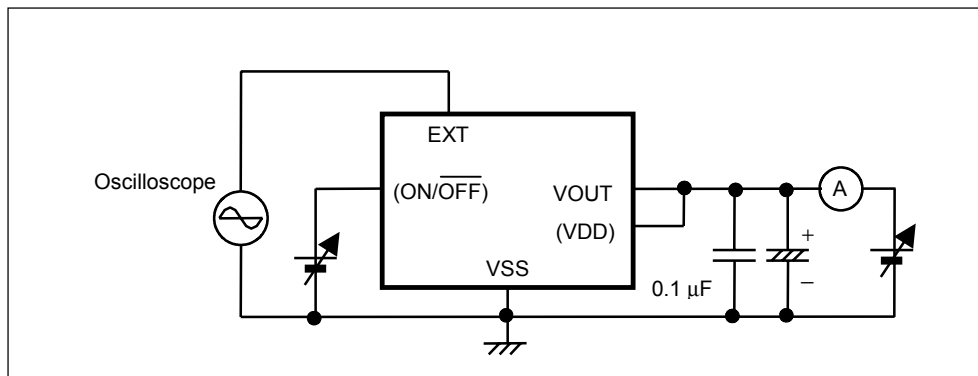 EXT
Oscilloscope
(ON/OFF)
VOUT
A
(VDD)
+
VSS
0.1 µF
−